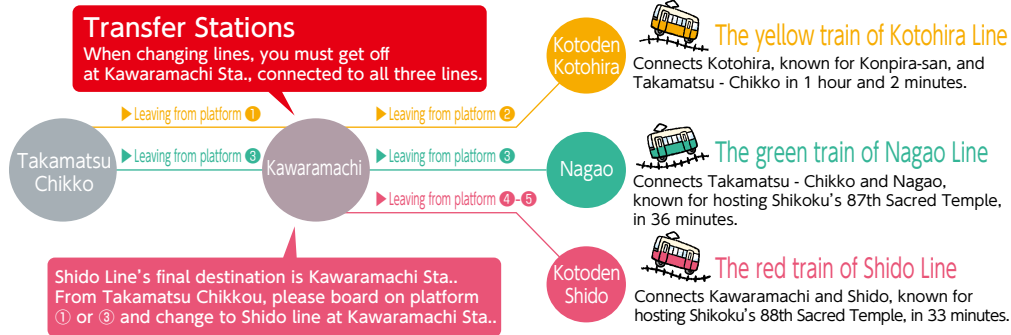 Transfer Stations
When changing lines, you must get off
at Kawaramachi Sta., connected to all three lines.
Kotoden
Kotohira
The yellow train of Kotohira Line
Connects Kotohira, known for Konpira-san, and
Takamatsu - Chikko in 1 hour and 2 minutes.
▶Leaving from platform ❶
▶Leaving from platform ❷
Takamatsu
Chikko
▶Leaving from platform ❸
Kawaramachi
▶Leaving from platform ❸
Nagao
The green train of Nagao Line
Connects Takamatsu - Chikko and Nagao,
known for hosting Shikoku's 87th Sacred Temple,
in 36 minutes.
▶Leaving from platform ❹-❺
Shido Line's final destination is Kawaramachi Sta..
From Takamatsu Chikkou, please board on platform
① or ③ and change to Shido line at Kawaramachi Sta..
Kotoden
Shido
The red train of Shido Line
Connects Kawaramachi and Shido, known for
hosting Shikoku's 88th Sacred Temple, in 33 minutes.